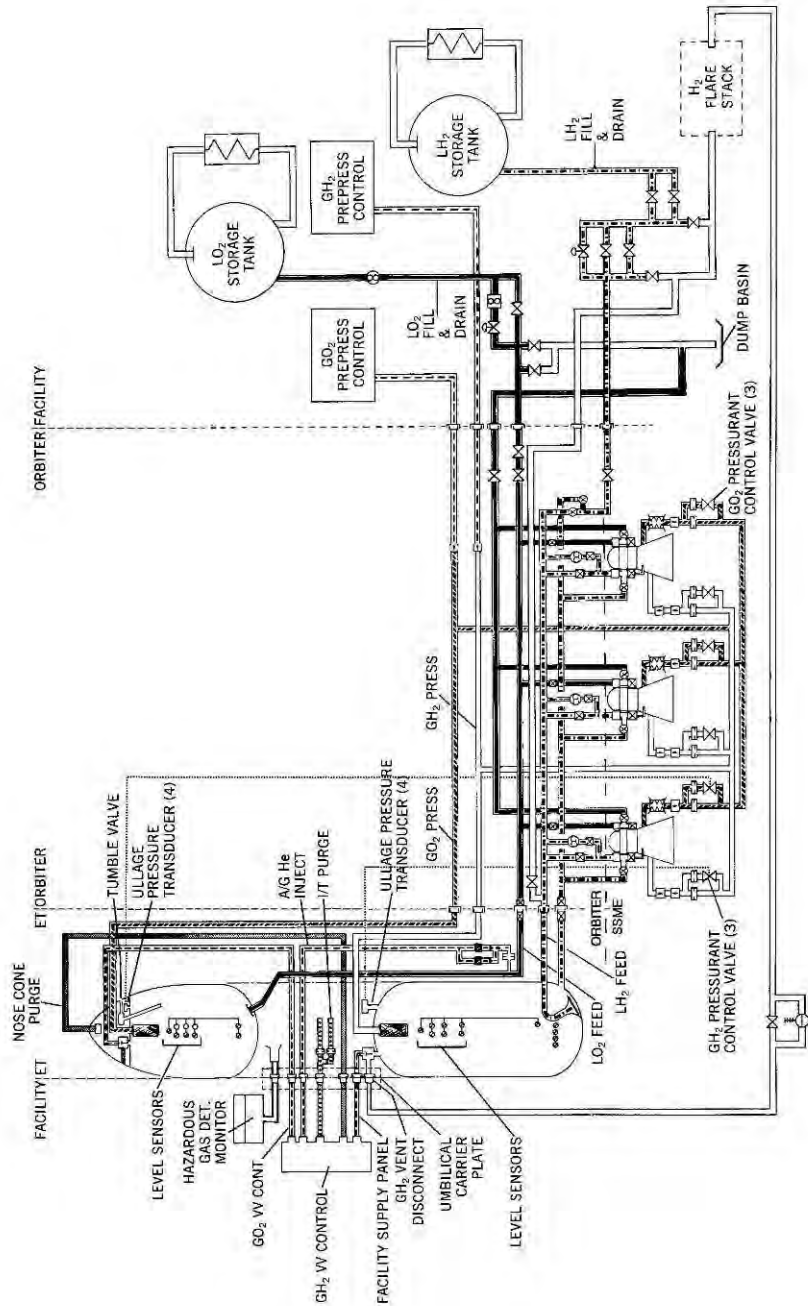 ORBITER|FACILITY
ET|ORBITER
FACILITY|ET
LO₂
STORAGE
TANK
LH₂
STORAGE
TANK
GO₂
PREPRESS
CONTROL
GH₂
PREPRESS
CONTROL
LH₂
FILL
&
DRAIN
LO₂
FILL
&
DRAIN
H₂
FLARE
STACK
DUMP BASIN
GO₂ PRESSURANT
CONTROL VALVE (3)
GH₂ PRESS
GO₂ PRESS
NOSE CONE
PURGE
TUMBLE VALVE
ULLAGE
PRESSURE
TRANSDUCER (4)
A/G He
INJECT
I/T PURGE
ULLAGE PRESSURE
TRANSDUCER (4)
ORBITER
SSME
LH₂ FEED
LO₂ FEED
GH₂ PRESSURANT
CONTROL VALVE (3)
LEVEL SENSORS
HAZARDOUS
GAS DET.
MONITOR
GO₂ VV CONT
GH₂ VV CONTROL
FACILITY SUPPLY PANEL
GH₂ VENT
DISCONNECT
UMBILICAL
CARRIER
PLATE
LEVEL SENSORS